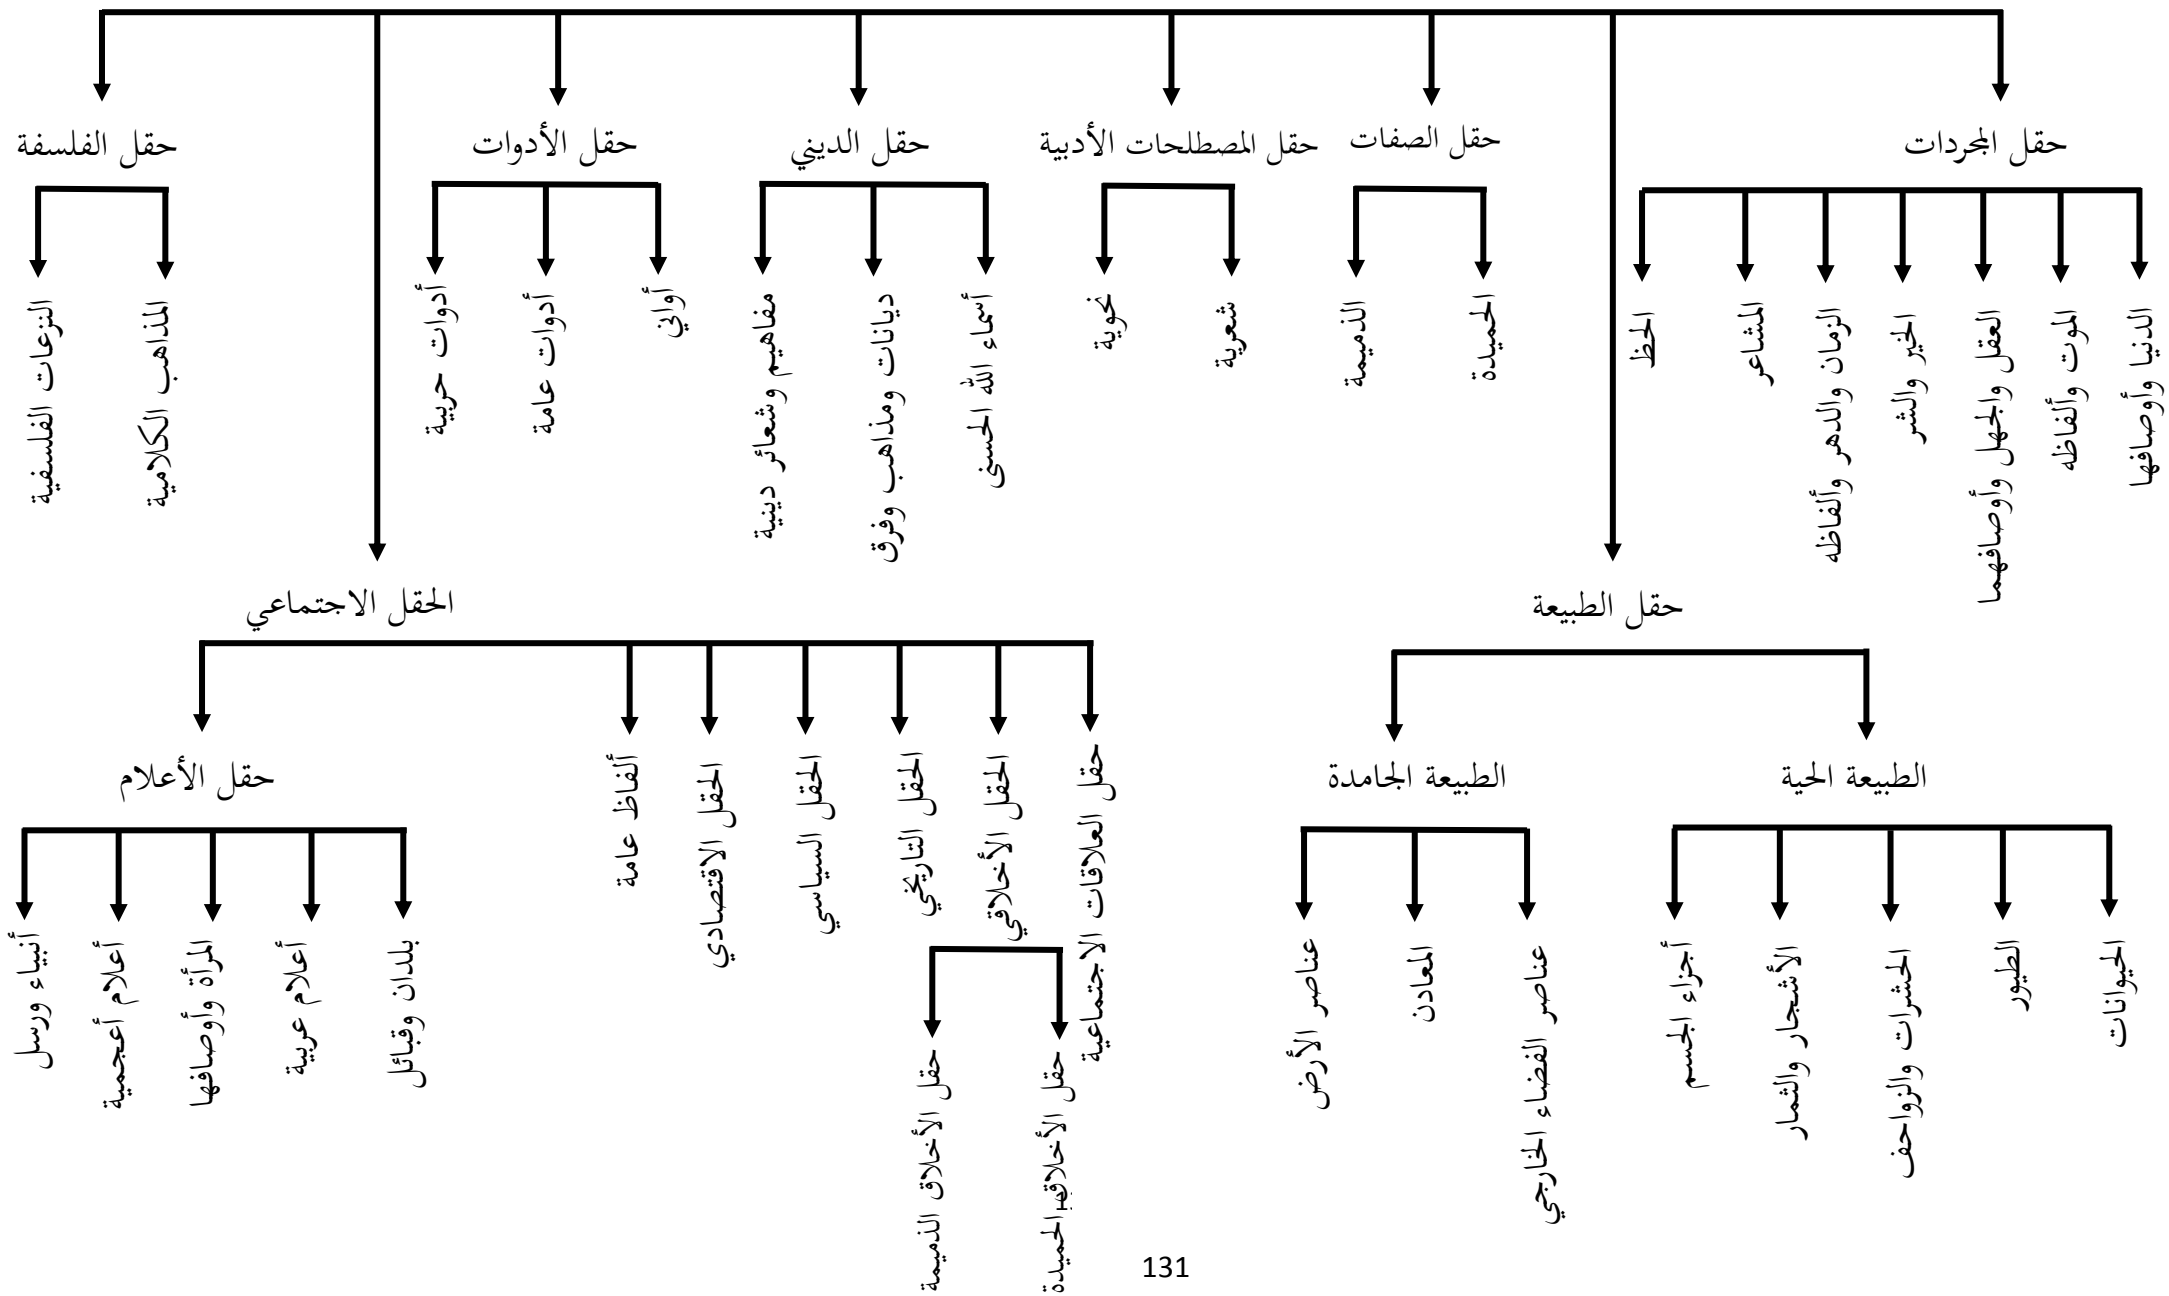 حقل المجردات
حقل الصفات
حقل المصطلحات الأدبية
حقل الديني
حقل الأدوات
حقل الفلسفة
الدنيا وأوصافها
الموت وألفاظه
العقل والجهل وأوصافهما
الخير والشر
الزمان والدهر وألفاظه
المشاعر
الحظ
الحميدة
الذميمة
شعرية
نحوية
أسماء الله الحسنى
ديانات ومذاهب وفرق
مفاهيم وشعائر دينية
أواني
أدوات عامة
أدوات حربية
المذاهب الكلامية
النزعات الفلسفية
حقل الطبيعة
الحقل الاجتماعي
الطبيعة الحية
الطبيعة الجامدة
حقل العلاقات الاجتماعية
الحقل الأخلاقي
الحقل التاريخي
الحقل السياسي
الحقل الاقتصادي
ألفاظ عامة
حقل الأعلام
الحيوانات
الطيور
الحشرات والزواحف
الأشجار والثمار
أجزاء الجسم
عناصر الفضاء الخارجي
المعادن
عناصر الأرض
حقل الأخلاق الحميدة
حقل الأخلاق الذميمة
بلدان وقبائل
أعلام عربية
المرأة وأوصافها
أعلام أعجمية
أنبياء ورسل
131